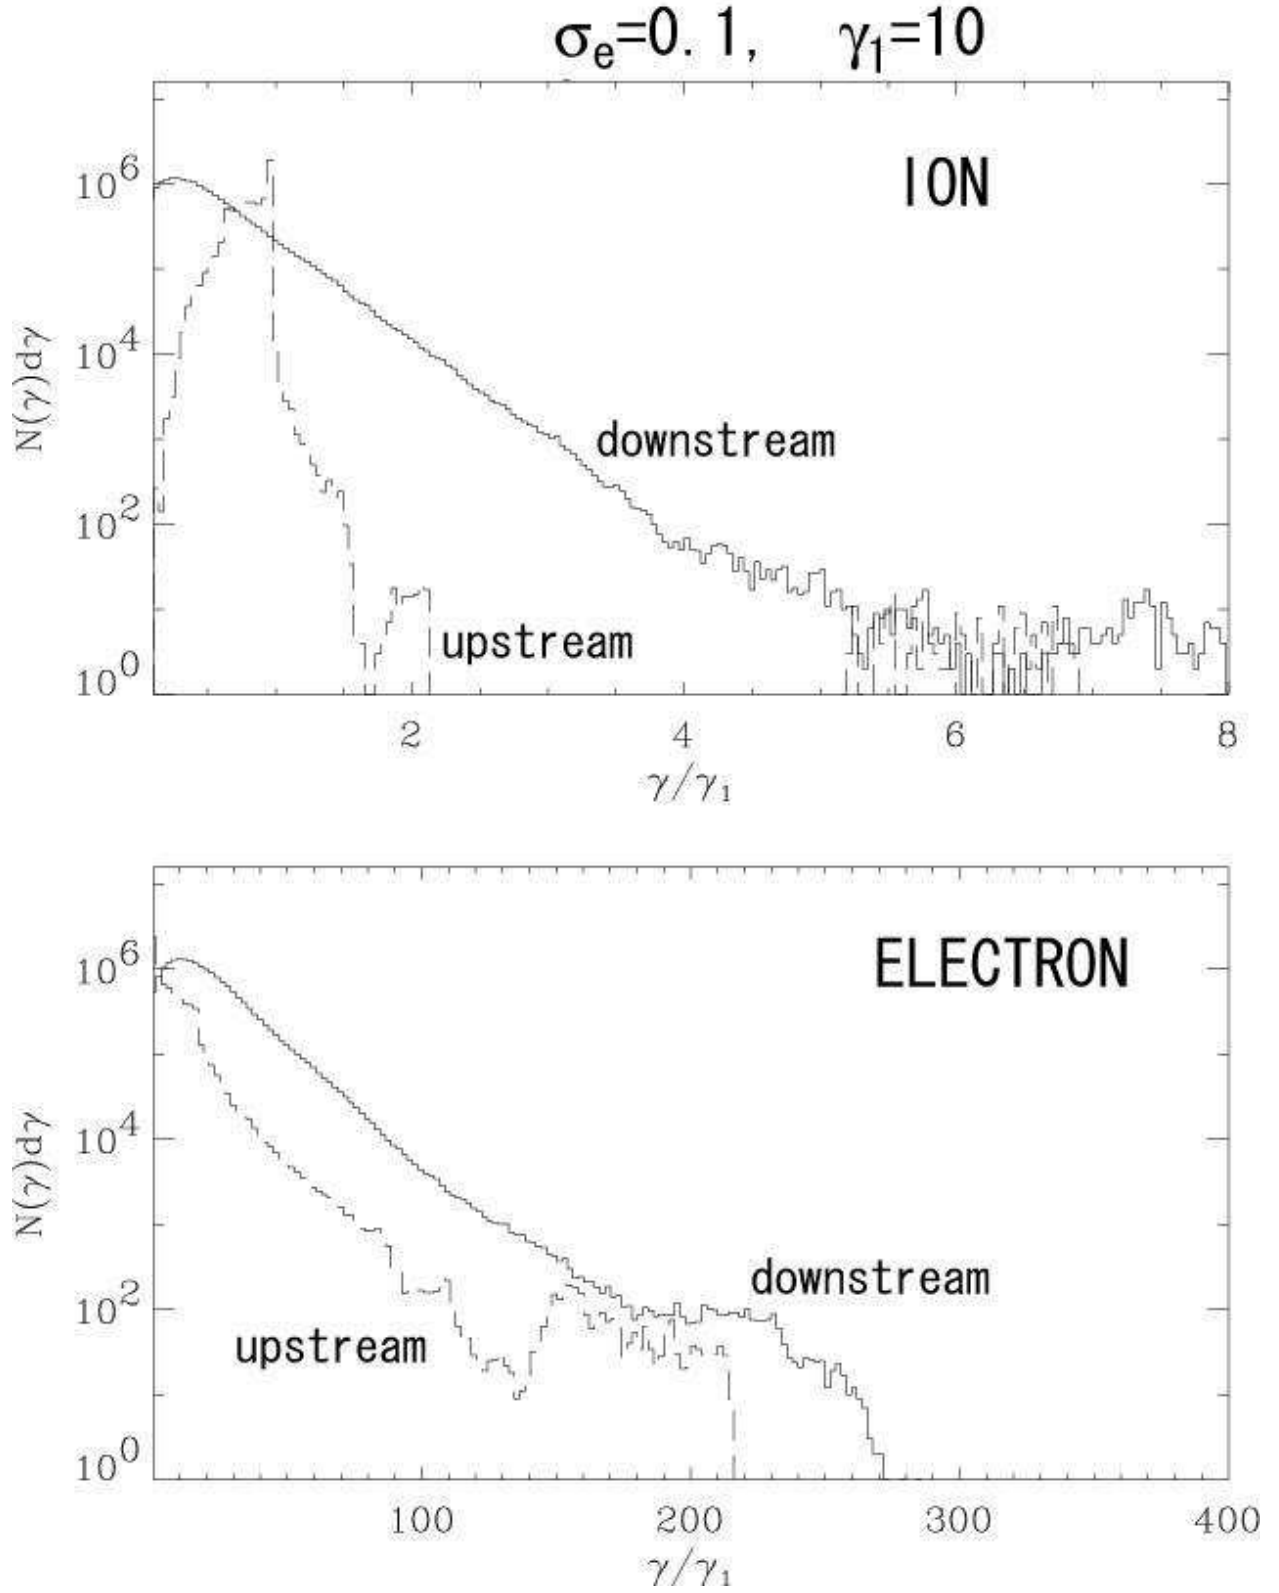 σe=0.1, γ1=10
ION
10^6
10^4
10^2
10^0
N(γ)dγ
downstream
upstream
2 4 6 8
γ/γ1
ELECTRON
10^6
10^4
10^2
10^0
N(γ)dγ
downstream
upstream
100 200 300 400
γ/γ1